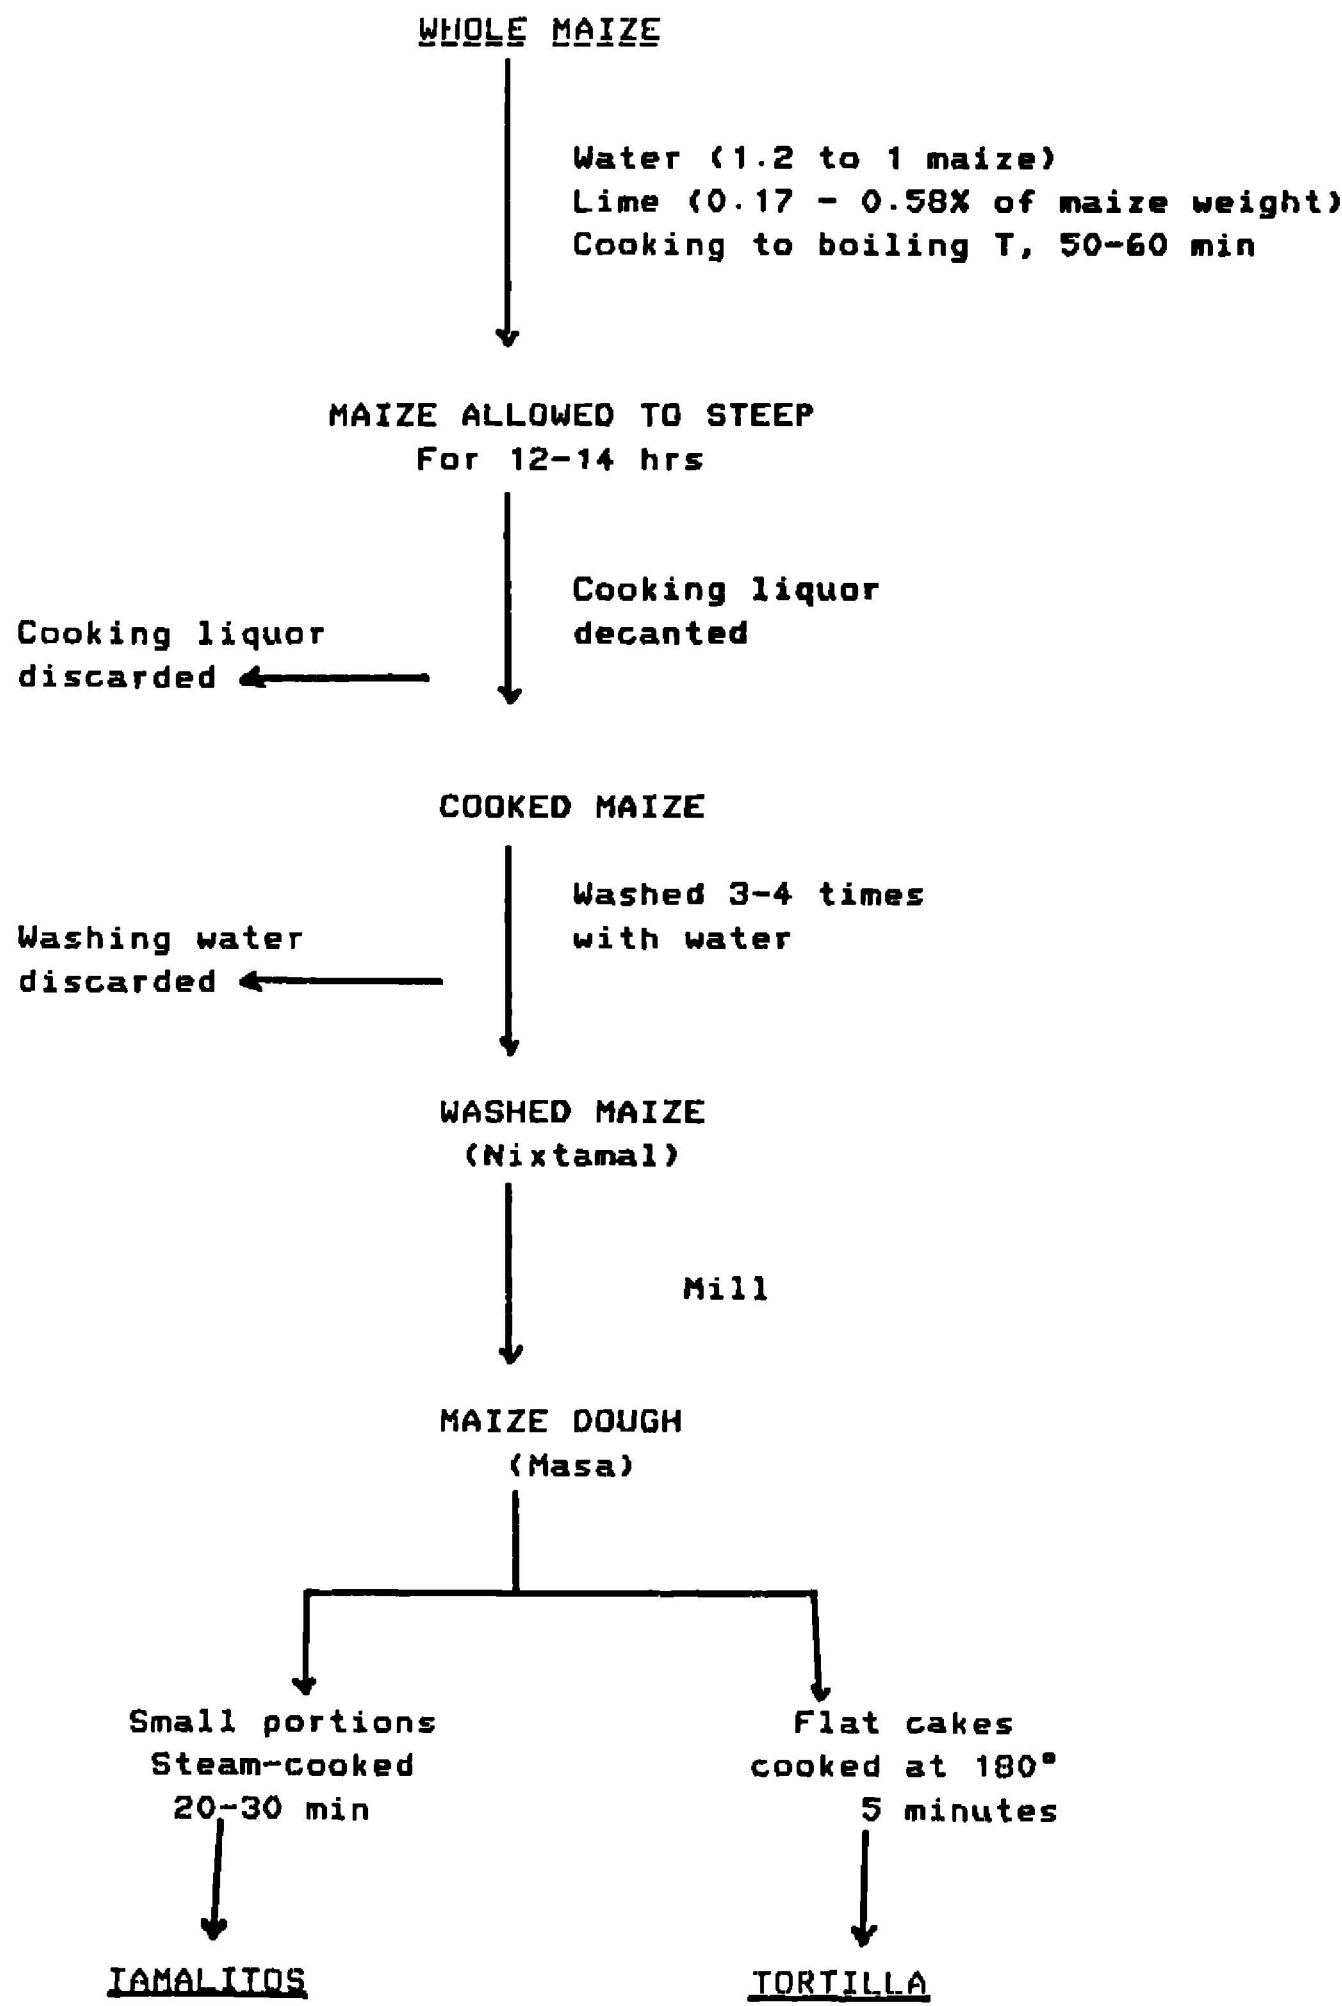 WHOLE MAIZE
Water (1.2 to 1 maize)
Lime (0.17 - 0.58% of maize weight)
Cooking to boiling T, 50-60 min
MAIZE ALLOWED TO STEEP
For 12-14 hrs
Cooking liquor
decanted
Cooking liquor
discarded
COOKED MAIZE
Washed 3-4 times
with water
Washing water
discarded
WASHED MAIZE
(Nixtamal)
Mill
MAIZE DOUGH
(Masa)
Small portions
Steam-cooked
20-30 min
Flat cakes
cooked at 180°
5 minutes
TAMALITOS
TORTILLA